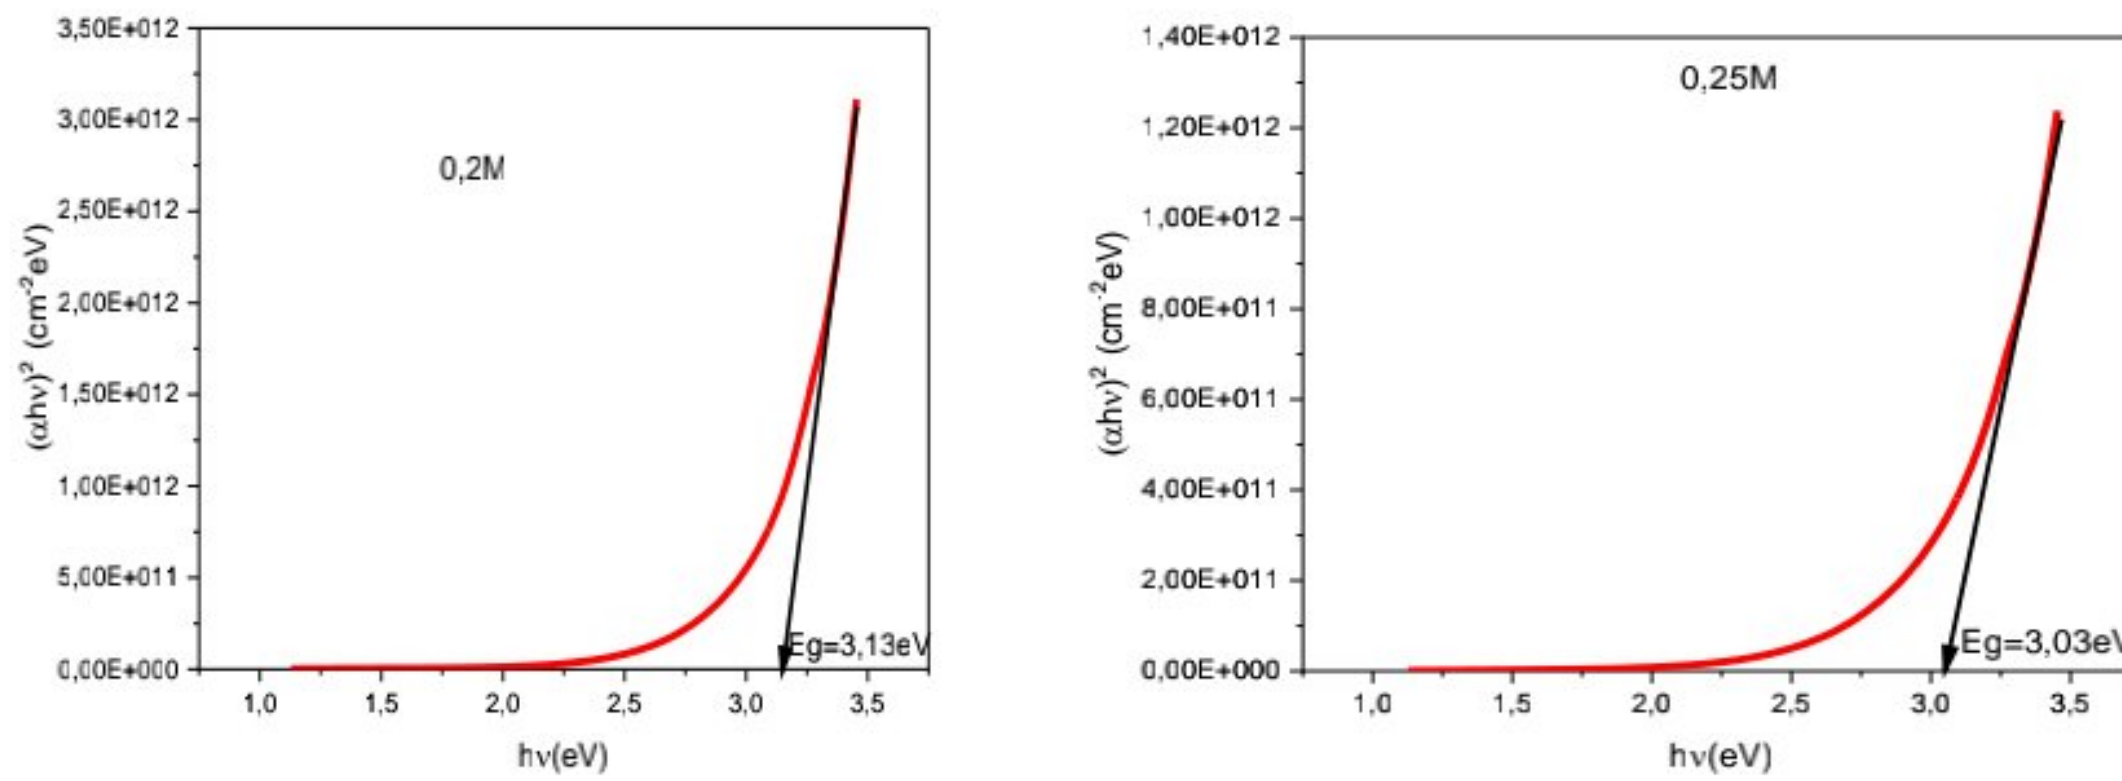 3,50E+012
3,00E+012
2,50E+012
2,00E+012
1,50E+012
1,00E+012
5,00E+011
0,00E+000
(αhν)² (cm⁻²eV)
0,2M
Eg=3,13eV
1,0 1,5 2,0 2,5 3,0 3,5
hν(eV)
1,40E+012
1,20E+012
1,00E+012
8,00E+011
6,00E+011
4,00E+011
2,00E+011
0,00E+000
(αhν)² (cm⁻²eV)
0,25M
Eg=3,03eV
1,0 1,5 2,0 2,5 3,0 3,5
hν(eV)